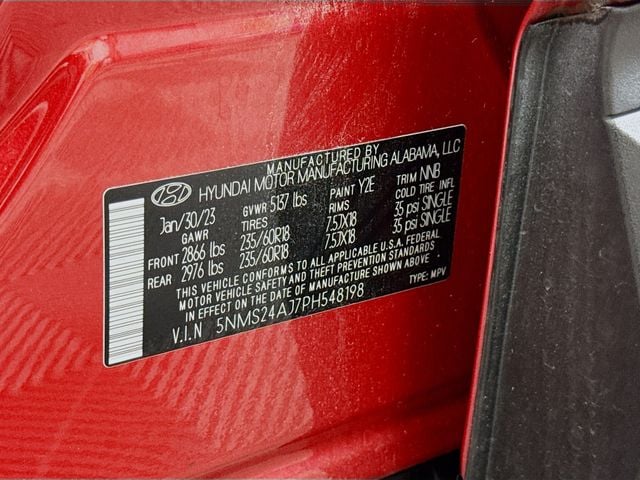 MANUFACTURED BY
HYUNDAI MOTOR MANUFACTURING ALABAMA, LLC
Jan/30/23 GVWR 5137 lbs PAINT Y2E TRIM NNB
GAWR TIRES RIMS COLD TIRE INFL
FRONT 2866 lbs 235/60R18 7.5JX18 35 psi SINGLE
REAR 2976 lbs 235/60R18 7.5JX18 35 psi SINGLE
THIS VEHICLE CONFORMS TO ALL APPLICABLE U.S.A. FEDERAL
MOTOR VEHICLE SAFETY AND THEFT PREVENTION STANDARDS
IN EFFECT ON THE DATE OF MANUFACTURE SHOWN ABOVE
V.I.N 5NMS24AJ7PH548198 TYPE: MPV